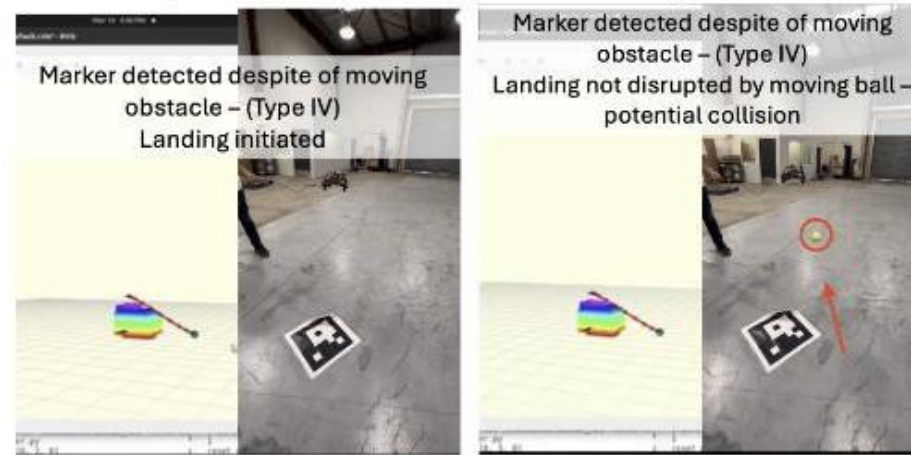 Marker detected despite of moving
obstacle – (Type IV)
Landing initiated
Marker detected despite of moving
obstacle – (Type IV)
Landing not disrupted by moving ball –
potential collision